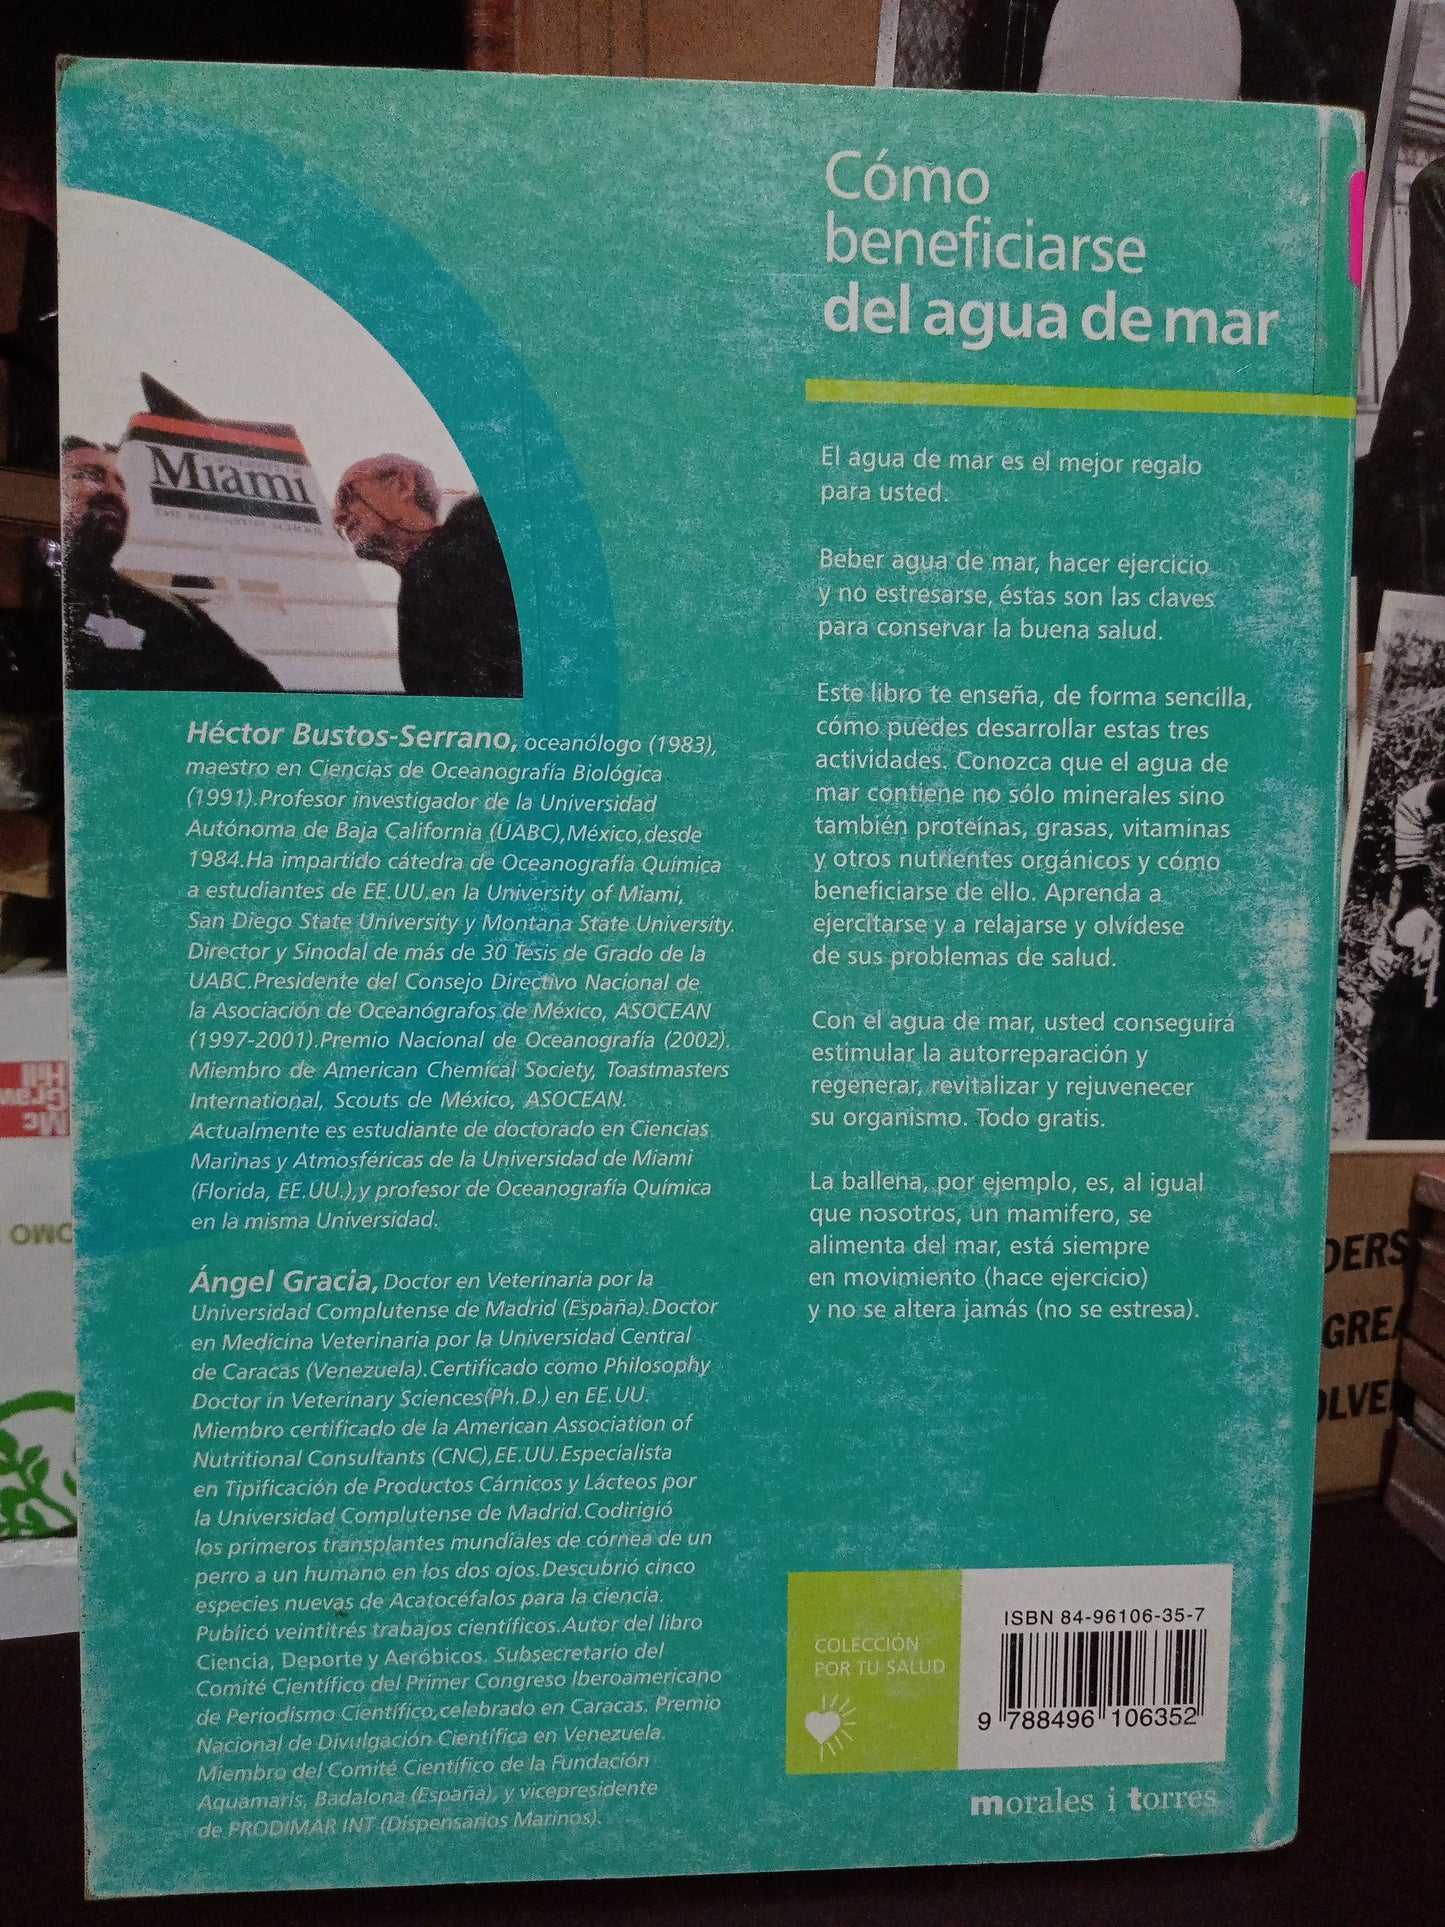 Cómo
beneficiarse
del agua de mar
El agua de mar es el mejor regalo
para usted.
Beber agua de mar, hacer ejercicio
y no estresarse, éstas son las claves
para conservar la buena salud.
Este libro te enseña, de forma sencilla,
cómo puedes desarrollar estas tres
actividades. Conozca que el agua de
mar contiene no sólo minerales sino
también proteínas, grasas, vitaminas
y otros nutrientes orgánicos y cómo
beneficiarse de ello. Aprenda a
ejercitarse y a relajarse y olvídese
de sus problemas de salud.
Con el agua de mar, usted conseguirá
estimular la autorreparación y
regenerar, revitalizar y rejuvenecer
su organismo. Todo gratis.
La ballena, por ejemplo, es, al igual
que nosotros, un mamifero, se
alimenta del mar, está siempre
en movimiento (hace ejercicio)
y no se altera jamás (no se estresa).
Miami
Héctor Bustos-Serrano, oceanólogo (1983),
maestro en Ciencias de Oceanografía Biológica
(1991).Profesor investigador de la Universidad
Autónoma de Baja California (UABC),México,desde
1984.Ha impartido cátedra de Oceanografía Química
a estudiantes de EE.UU.en la University of Miami,
San Diego State University y Montana State University.
Director y Sinodal de más de 30 Tesis de Grado de la
UABC.Presidente del Consejo Directivo Nacional de
la Asociación de Oceanógrafos de México, ASOCEAN
(1997-2001).Premio Nacional de Oceanografía (2002).
Miembro de American Chemical Society, Toastmasters
International, Scouts de México, ASOCEAN.
Actualmente es estudiante de doctorado en Ciencias
Marinas y Atmosféricas de la Universidad de Miami
(Florida, EE.UU.),y profesor de Oceanografía Química
en la misma Universidad.
Ángel Gracia, Doctor en Veterinaria por la
Universidad Complutense de Madrid (España).Doctor
en Medicina Veterinaria por la Universidad Central
de Caracas (Venezuela).Certificado como Philosophy
Doctor in Veterinary Sciences(Ph.D.) en EE.UU.
Miembro certificado de la American Association of
Nutritional Consultants (CNC),EE.UU.Especialista
en Tipificación de Productos Cárnicos y Lácteos por
la Universidad Complutense de Madrid.Codirigió
los primeros transplantes mundiales de córnea de un
perro a un humano en los dos ojos.Descubrió cinco
especies nuevas de Acatocéfalos para la ciencia.
Publicó veintitrés trabajos científicos.Autor del libro
Ciencia, Deporte y Aeróbicos. Subsecretario del
Comité Científico del Primer Congreso Iberoamericano
de Periodismo Científico,celebrado en Caracas. Premio
Nacional de Divulgación Científica en Venezuela.
Miembro del Comité Científico de la Fundación
Aquamaris, Badalona (España), y vicepresidente
de PRODIMAR INT (Dispensarios Marinos).
COLECCIÓN
POR TU SALUD
ISBN 84-96106-35-7
9 788496 106352
morales i torres
Mc
Graw
Hill
OMO
DERS
GREA
OLVED